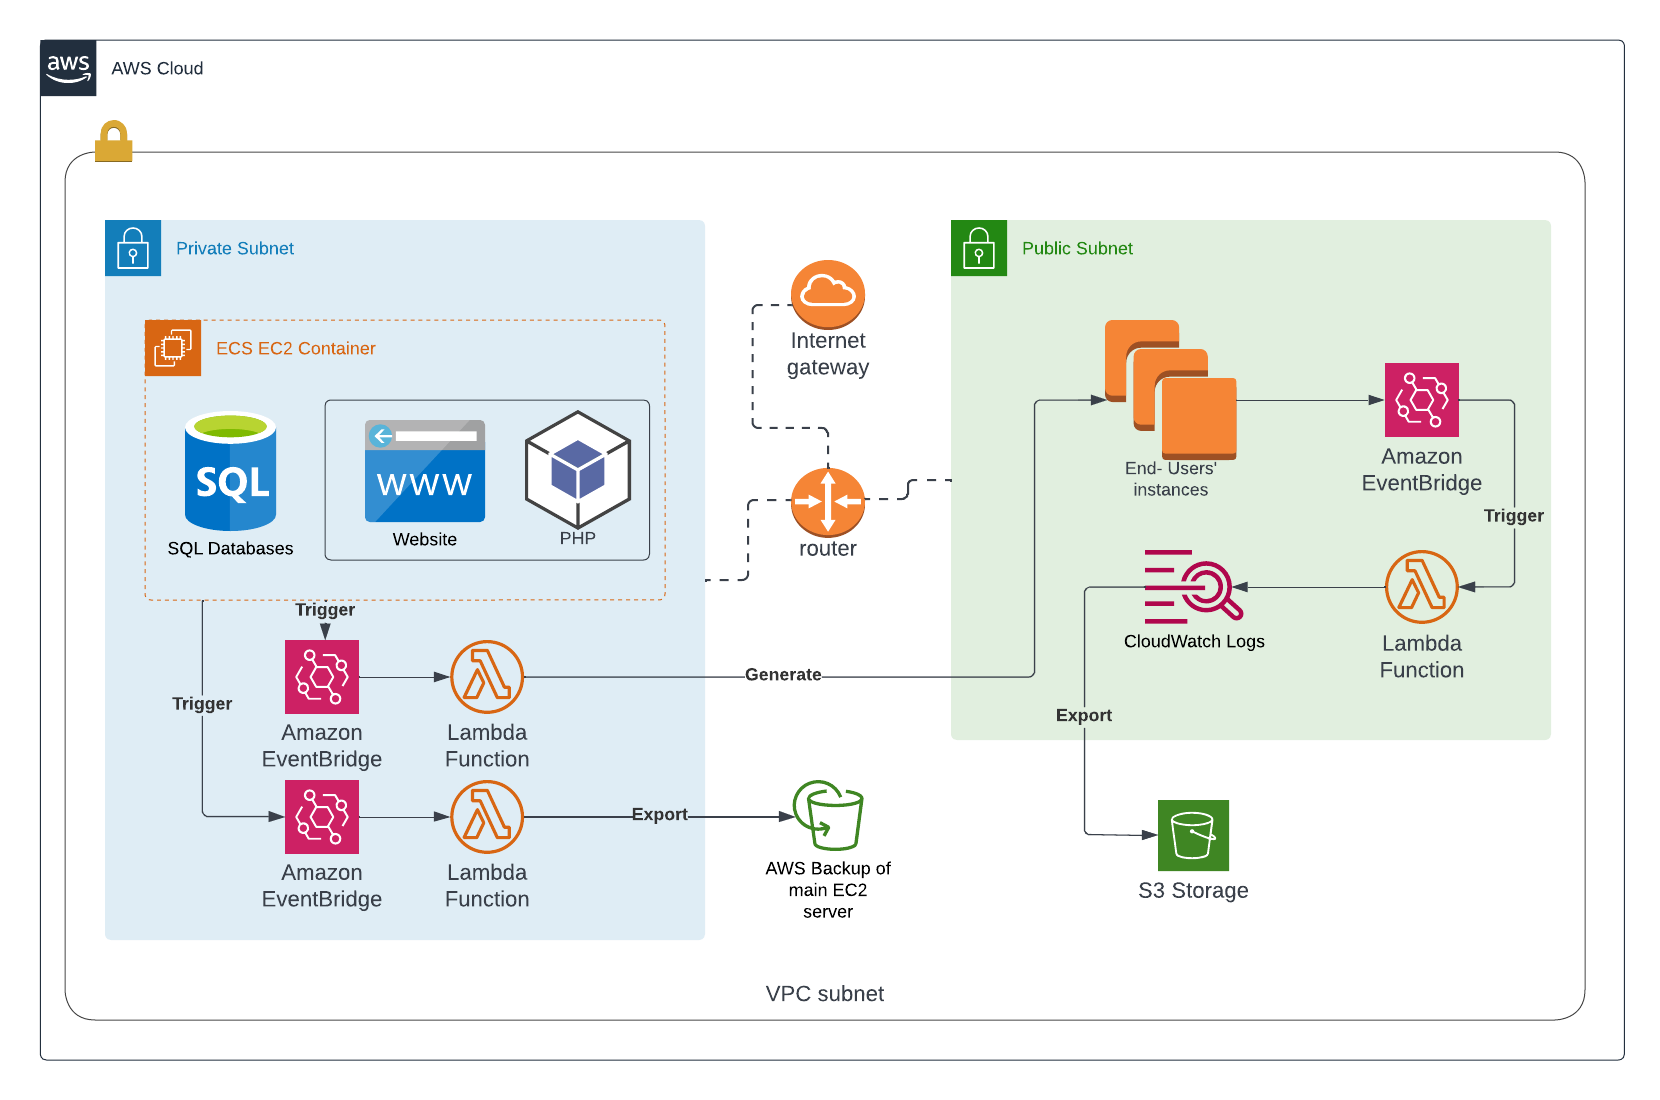 aws
AWS Cloud
Private Subnet
Public Subnet
Internet
gateway
ECS EC2 Container
SQL
SQL Databases
www
Website
PHP
router
End- Users'
instances
Amazon
EventBridge
Trigger
Lambda
Function
CloudWatch Logs
Trigger
Amazon
EventBridge
Lambda
Function
Generate
Trigger
Amazon
EventBridge
Lambda
Function
Export
AWS Backup of
main EC2
server
Export
S3 Storage
VPC subnet